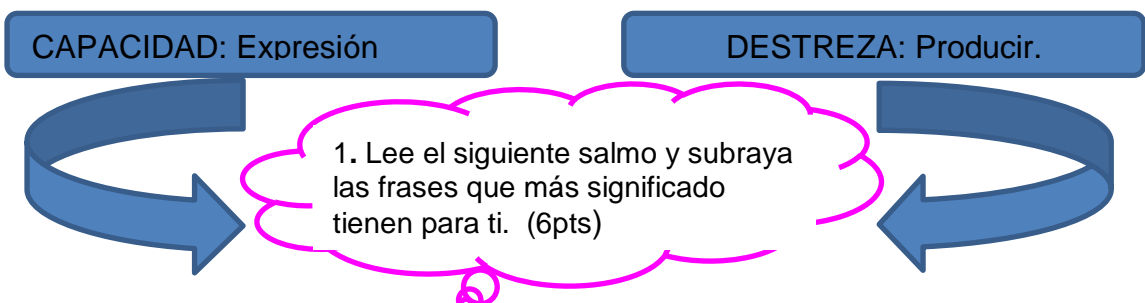 CAPACIDAD: Expresión
DESTREZA: Producir.
1. Lee el siguiente salmo y subraya
las frases que más significado
tienen para ti. (6pts)